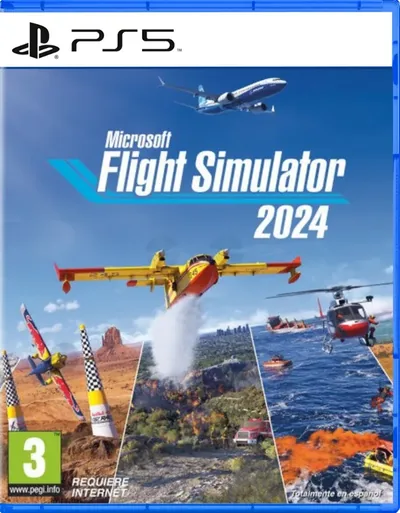 PS5
Microsoft
Flight Simulator
2024
3
www.pegi.info
REQUIERE
INTERNET
Totalmente en español